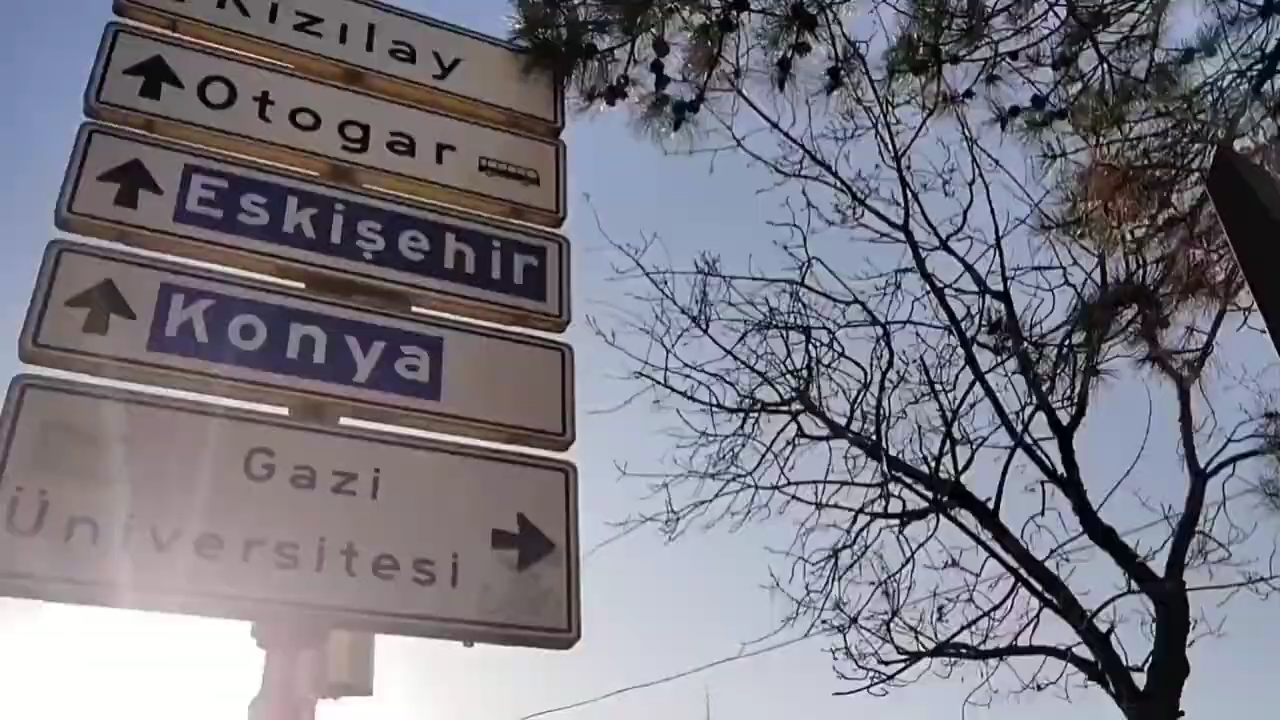 Kızılay
Otogar
Eskişehir
Konya
Gazi
Üniversitesi